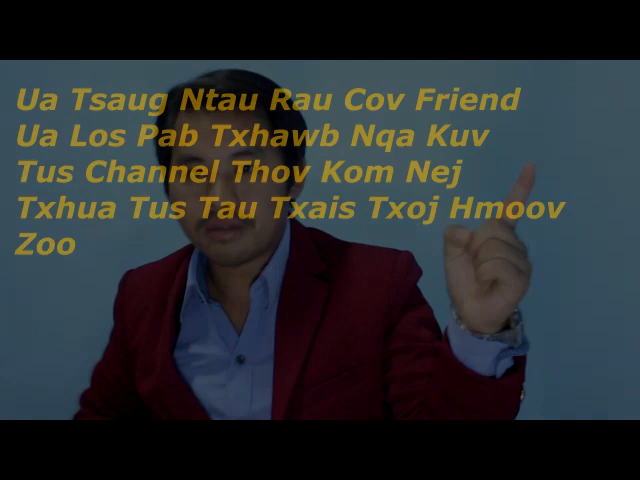 Ua Tsaug Ntau Rau Cov Friend
Ua Los Pab Txhawb Nqa Kuv
Tus Channel Thov Kom Nej
Txhua Tus Tau Txais Txoj Hmoov
Zoo